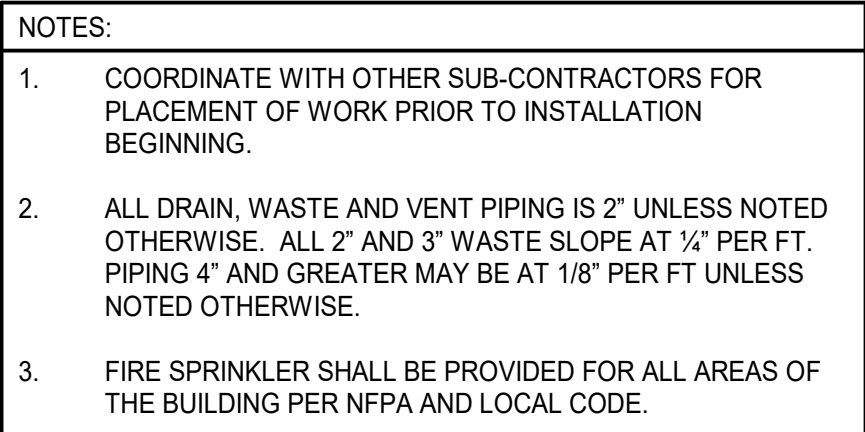 NOTES:
1. COORDINATE WITH OTHER SUB-CONTRACTORS FOR
PLACEMENT OF WORK PRIOR TO INSTALLATION
BEGINNING.
2. ALL DRAIN, WASTE AND VENT PIPING IS 2” UNLESS NOTED
OTHERWISE.  ALL 2” AND 3” WASTE SLOPE AT ¼” PER FT.
PIPING 4” AND GREATER MAY BE AT 1/8” PER FT UNLESS
NOTED OTHERWISE.
3. FIRE SPRINKLER SHALL BE PROVIDED FOR ALL AREAS OF
THE BUILDING PER NFPA AND LOCAL CODE.